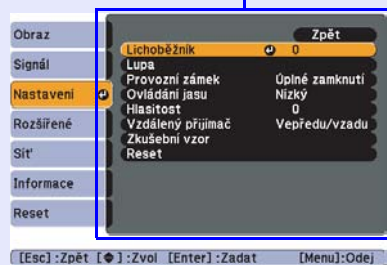 Obraz
Signál
Nastavení
Rozšířené
Síť
Informace
Reset
Zpět
Lichoběžník 0
Lupa
Provozní zámek Úplné zamknutí
Ovládání jasu Nízký
Hlasitost 0
Vzdálený přijímač Vepředu/vzadu
Zkušební vzor
Reset
[Esc] :Zpět [◆] :Zvol [Enter] :Zadat [Menu]:Odej